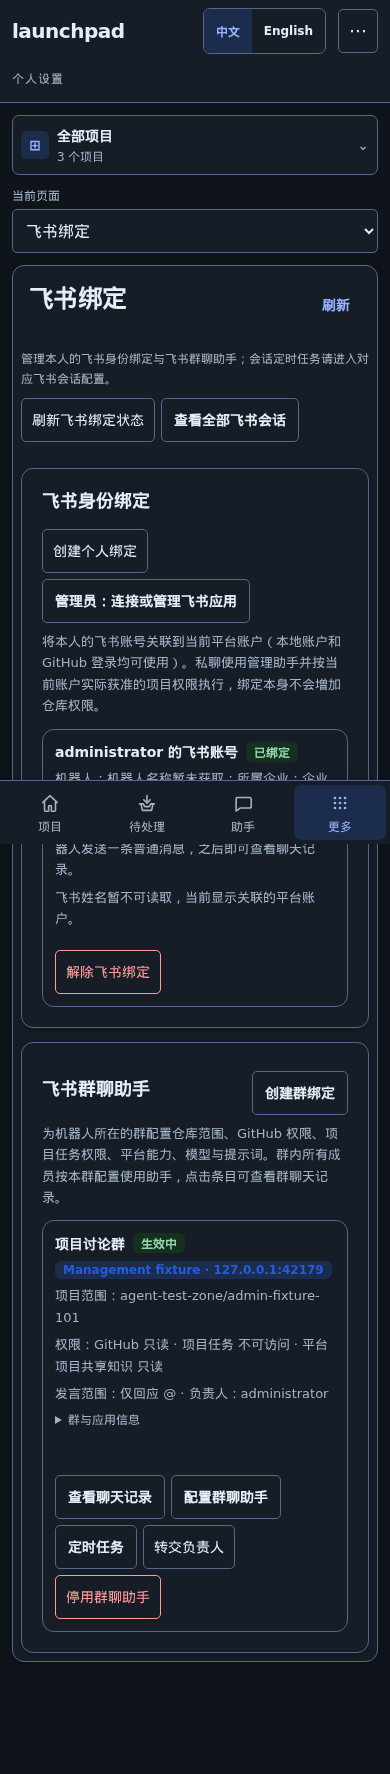 launchpad
中文
English
···
个人设置
全部项目
3 个项目
当前页面
飞书绑定
飞书绑定
刷新
管理本人的飞书身份绑定与飞书群聊助手；会话定时任务请进入对
应飞书会话配置。
刷新飞书绑定状态
查看全部飞书会话
飞书身份绑定
创建个人绑定
管理员：连接或管理飞书应用
将本人的飞书账号关联到当前平台账户（本地账户和
GitHub 登录均可使用）。私聊使用管理助手并按当
前账户实际获准的项目权限执行，绑定本身不会增加
仓库权限。
administrator 的飞书账号
已绑定
机器人：机器人名称暂未获取；所属企业：企业
项目
待处理
助手
更多
器人发送一条普通消息，之后即可查看聊天记
录。
飞书姓名暂不可读取，当前显示关联的平台账
户。
解除飞书绑定
飞书群聊助手
创建群绑定
为机器人所在的群配置仓库范围、GitHub 权限、项
目任务权限、平台能力、模型与提示词。群内所有成
员按本群配置使用助手，点击条目可查看群聊天记
录。
项目讨论群
生效中
Management fixture · 127.0.0.1:42179
项目范围：agent-test-zone/admin-fixture-
101
权限：GitHub 只读 · 项目任务 不可访问 · 平台
项目共享知识 只读
发言范围：仅回应 @ · 负责人：administrator
▶ 群与应用信息
查看聊天记录
配置群聊助手
定时任务
转交负责人
停用群聊助手